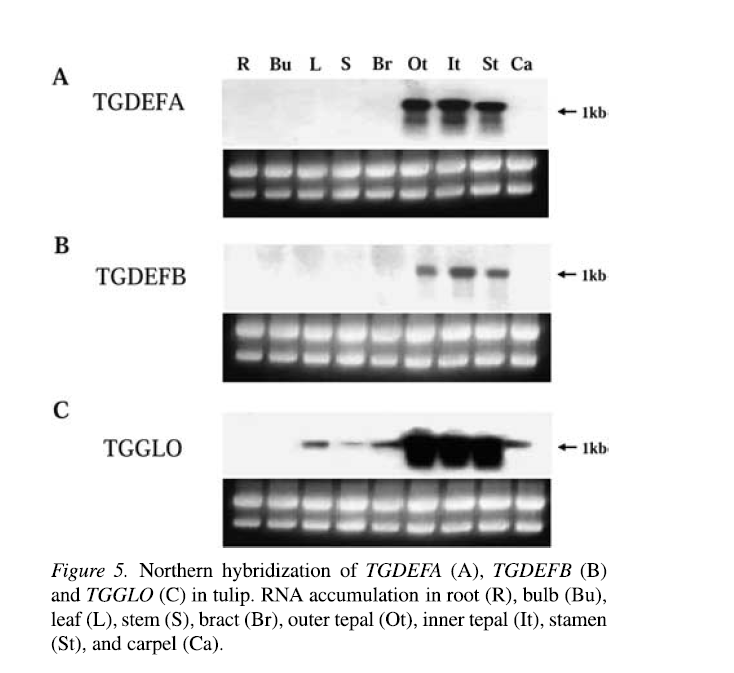 R Bu L S Br Ot It St Ca
A
TGDEFA
← 1kb
B
TGDEFB
← 1kb
C
TGGLO
← 1kb
Figure 5. Northern hybridization of TGDEFA (A), TGDEFB (B)
and TGGLO (C) in tulip. RNA accumulation in root (R), bulb (Bu),
leaf (L), stem (S), bract (Br), outer tepal (Ot), inner tepal (It), stamen
(St), and carpel (Ca).